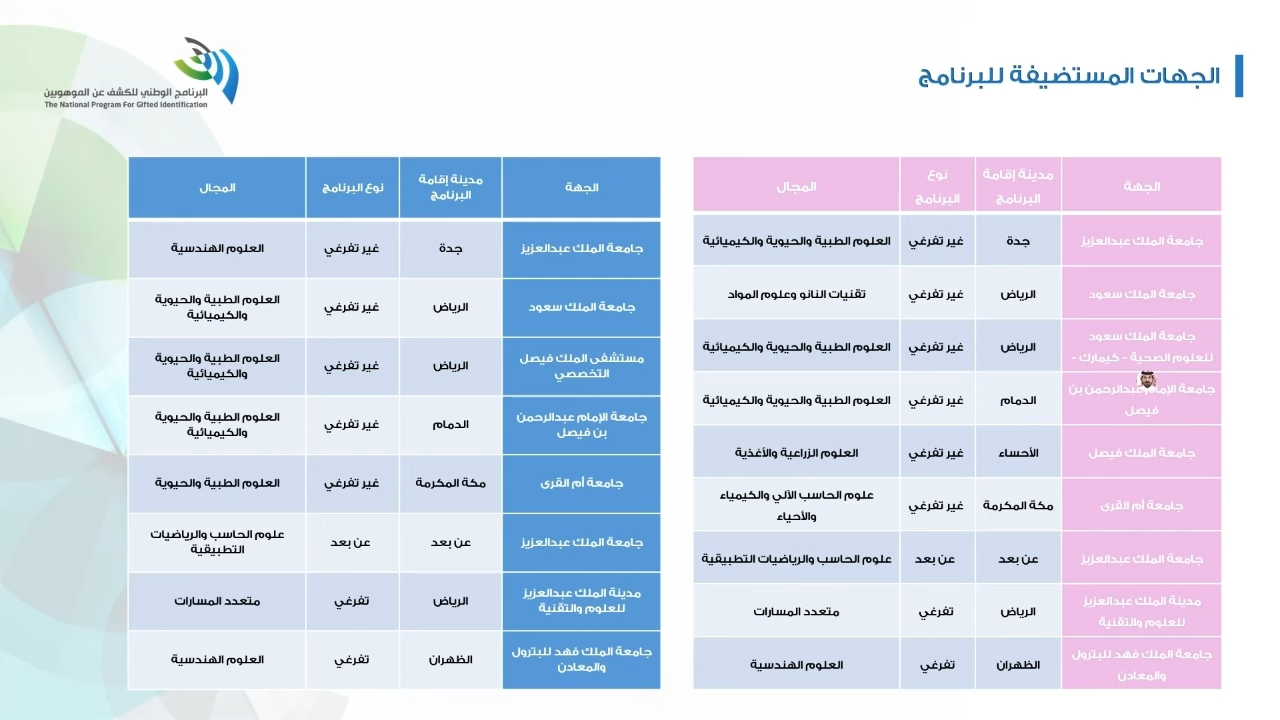 الجهات المستضيفة للبرنامج
البرنامج الوطني للكشف عن الموهوبين
The National Program For Gifted Identification
الجهة
مدينة إقامة
البرنامج
نوع
البرنامج
المجال
جامعة الملك عبدالعزيز
جدة
غير تفرغي
العلوم الطبية والحيوية والكيميائية
جامعة الملك سعود
الرياض
غير تفرغي
تقنيات النانو وعلوم المواد
جامعة الملك سعود
للعلوم الصحية - كيمارك -
الرياض
غير تفرغي
العلوم الطبية والحيوية والكيميائية
جامعة الإمام عبدالرحمن بن
فيصل
الدمام
غير تفرغي
العلوم الطبية والحيوية والكيميائية
جامعة الملك فيصل
الأحساء
غير تفرغي
العلوم الزراعية والأغذية
جامعة أم القرى
مكة المكرمة
غير تفرغي
علوم الحاسب الآلي والكيمياء
والأحياء
جامعة الملك عبدالعزيز
عن بعد
عن بعد
علوم الحاسب والرياضيات التطبيقية
مدينة الملك عبدالعزيز
للعلوم والتقنية
الرياض
تفرغي
متعدد المسارات
جامعة الملك فهد للبترول
والمعادن
الظهران
تفرغي
العلوم الهندسية
الجهة
مدينة إقامة
البرنامج
نوع البرنامج
المجال
جامعة الملك عبدالعزيز
جدة
غير تفرغي
العلوم الهندسية
جامعة الملك سعود
الرياض
غير تفرغي
العلوم الطبية والحيوية
والكيميائية
مستشفى الملك فيصل
التخصصي
الرياض
غير تفرغي
العلوم الطبية والحيوية
والكيميائية
جامعة الإمام عبدالرحمن
بن فيصل
الدمام
غير تفرغي
العلوم الطبية والحيوية
والكيميائية
جامعة أم القرى
مكة المكرمة
غير تفرغي
العلوم الطبية والحيوية
جامعة الملك عبدالعزيز
عن بعد
عن بعد
علوم الحاسب والرياضيات
التطبيقية
مدينة الملك عبدالعزيز
للعلوم والتقنية
الرياض
تفرغي
متعدد المسارات
جامعة الملك فهد للبترول
والمعادن
الظهران
تفرغي
العلوم الهندسية